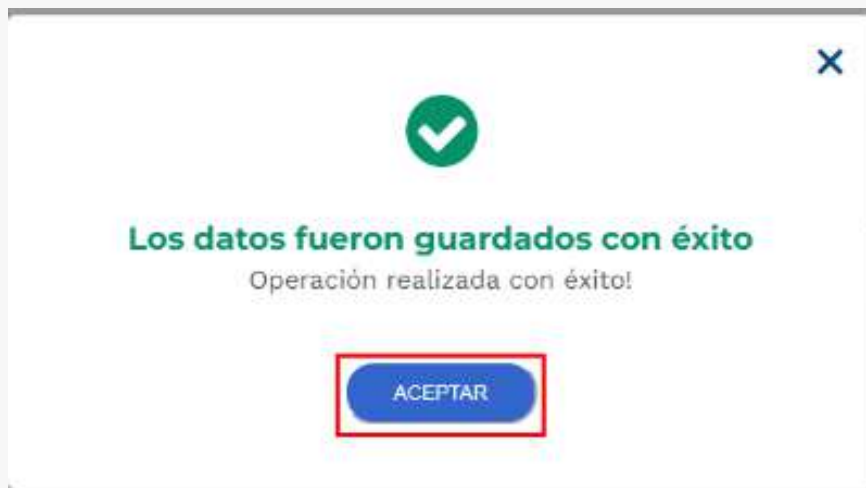 Los datos fueron guardados con éxito
Operación realizada con éxito!
ACEPTAR